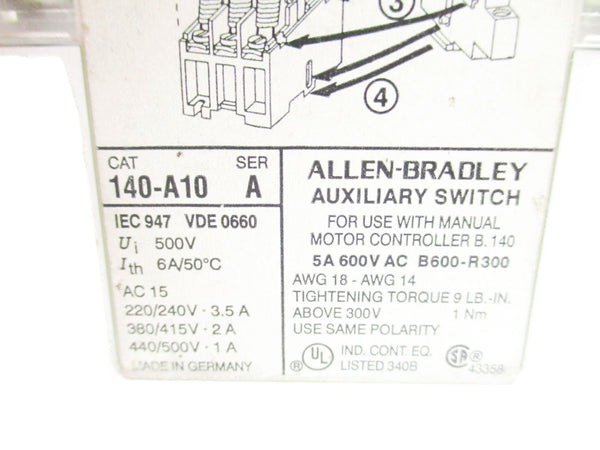 3
4
CAT SER
140-A10 A
IEC 947 VDE 0660
Ui 500V
Ith 6A/50°C
AC 15
220/240V · 3.5 A
380/415V · 2 A
440/500V · 1 A
MADE IN GERMANY
ALLEN-BRADLEY
AUXILIARY SWITCH
FOR USE WITH MANUAL
MOTOR CONTROLLER B. 140
5A 600V AC B600-R300
AWG 18 - AWG 14
TIGHTENING TORQUE 9 LB.-IN.
ABOVE 300V 1 Nm
USE SAME POLARITY
UL ® IND. CONT. EQ. SA ®
LISTED 340B 43358